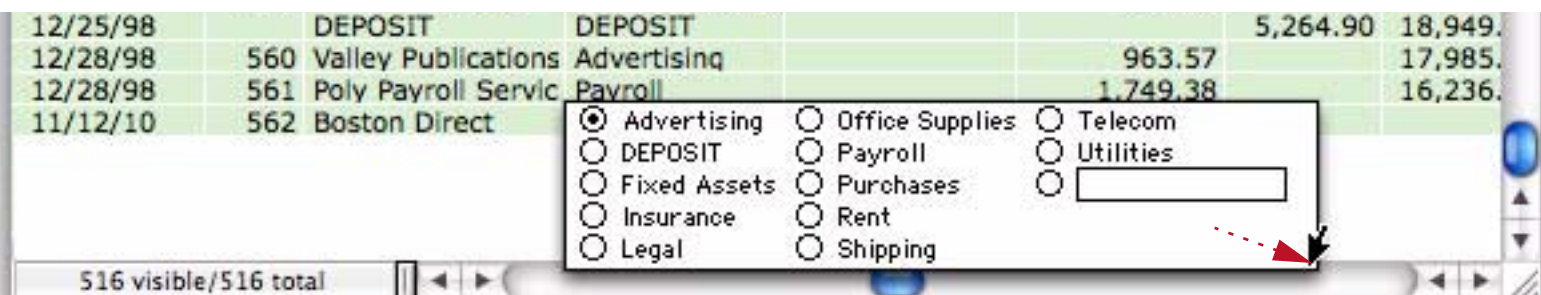 12/25/98 DEPOSIT DEPOSIT 5,264.90 18,949.
12/28/98 560 Valley Publications Advertising 963.57 17,985.
12/28/98 561 Poly Payroll Servic Payroll 1,749.38 16,236.
11/12/10 562 Boston Direct
Advertising Office Supplies Telecom
DEPOSIT Payroll Utilities
Fixed Assets Purchases
Insurance Rent
Legal Shipping
516 visible/516 total